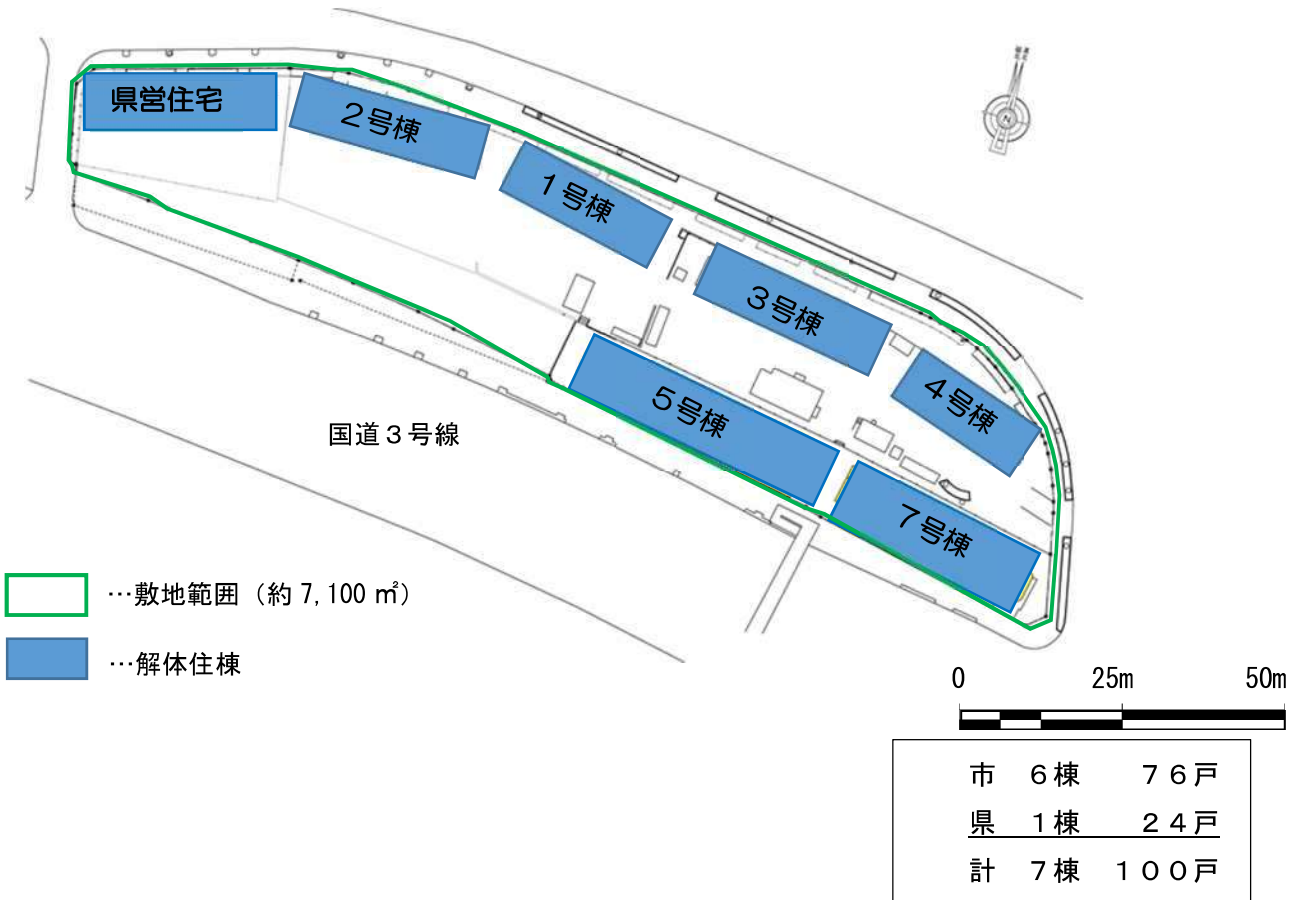 県営住宅
２号棟
１号棟
３号棟
４号棟
５号棟
７号棟
N
国道３号線
…敷地範囲（約 7,100 ㎡）
…解体住棟
0 25m 50m
市 ６棟 ７６戸
県 １棟 ２４戸
計 ７棟 １００戸